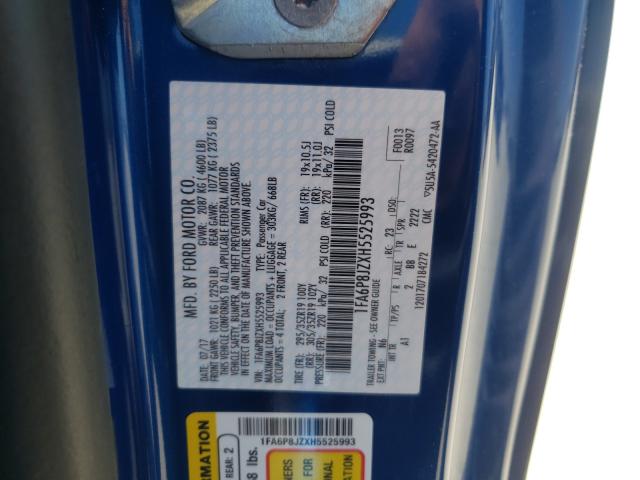 MFD. BY FORD MOTOR CO.
07/17 GVWR: 2087 KG ( 4600 LB)
FRONT GAWR: 1021 KG ( 2250 LB) REAR GAWR: 1077 KG ( 2375 LB)
THIS VEHICLE CONFORMS TO ALL APPLICABLE FEDERAL MOTOR
VEHICLE SAFETY, BUMPER, AND THEFT PREVENTION STANDARDS
IN EFFECT ON THE DATE OF MANUFACTURE SHOWN ABOVE.
VIN: 1FA6P8JZXH5525993 TYPE: Passenger Car
MAXIMUM LOAD = OCCUPANTS + LUGGAGE = 303KG/ 668LB
OCCUPANTS = 4 TOTAL: 2 FRONT, 2 REAR
TIRE (FR): 295/35ZR19 100Y RIMS (FR): 19x10.5J
(RR): 305/35ZR19 102Y (RR): 19x11.0J
PRESSURE (FR): 220 kPa/ 32 PSI COLD (RR): 220 kPa/ 32 PSI COLD
1FA6P8JZXH5525993
TRAILER TOWING - SEE OWNER GUIDE
EXT PNT: N6 RC: 23 DSO: F0013
R0097
INT TR TP/PS R AXLE TR SPR
A1 2 BB E 2222
1201707184272 CMC
5U5A-5420472-AA
1FA6P8JZXH5525993
REAR: 2
8 lbs.
FOR